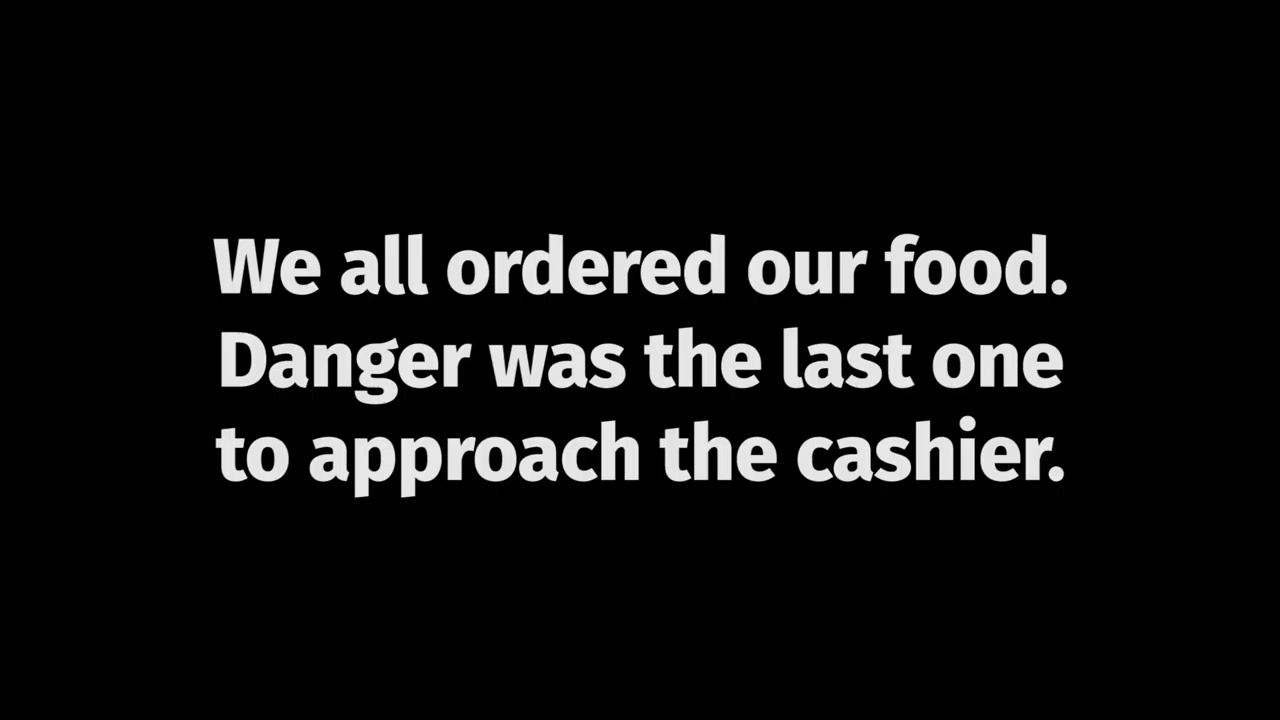 We all ordered our food.
Danger was the last one
to approach the cashier.